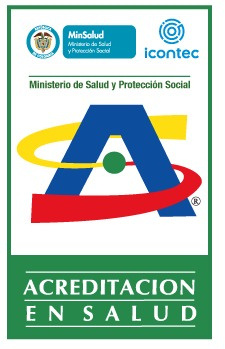 MinSalud
Ministerio de Salud
y Protección Social
icontec
Ministerio de Salud y Protección Social
A
®
ACREDITACION
EN SALUD